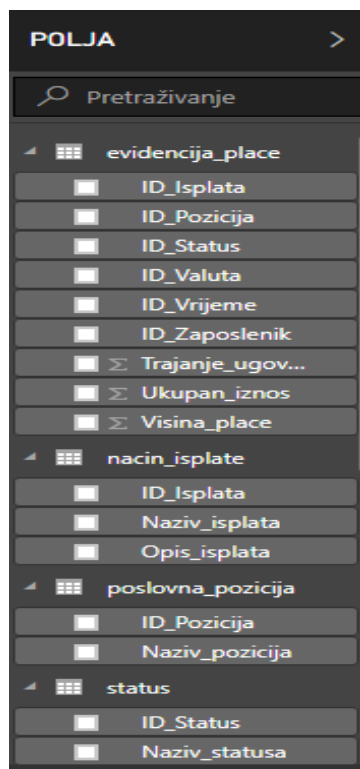 POLJA
Pretraživanje
evidencija_place
ID_Isplata
ID_Pozicija
ID_Status
ID_Valuta
ID_Vrijeme
ID_Zaposlenik
Σ Trajanje_ugov...
Σ Ukupan_iznos
Σ Visina_place
nacin_isplate
ID_Isplata
Naziv_isplata
Opis_isplata
poslovna_pozicija
ID_Pozicija
Naziv_pozicija
status
ID_Status
Naziv_statusa